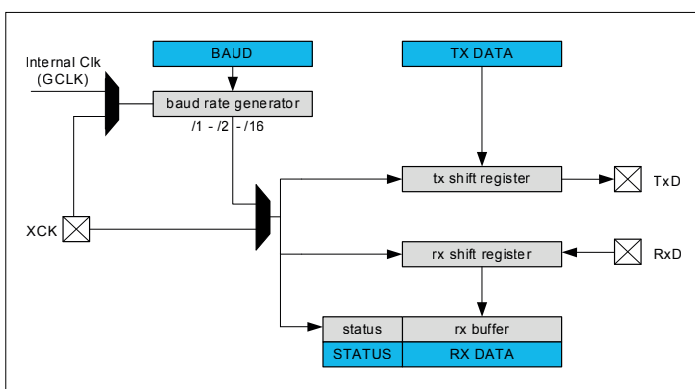 BAUD
TX DATA
Internal Clk
(GCLK)
baud rate generator
/1 - /2 - /16
tx shift register
TxD
XCK
rx shift register
RxD
status
rx buffer
STATUS
RX DATA